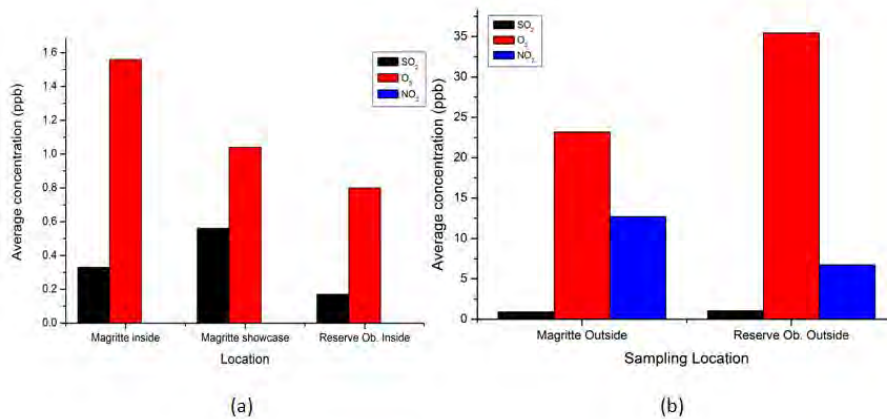 1.6
1.4
1.2
1.0
0.8
0.6
0.4
0.2
0.0
Average concentration (ppb)
SO2
O3
NO2
Magritte inside
Magritte showcase
Reserve Ob. Inside
Location
(a)
35
30
25
20
15
10
5
0
Average concentration (ppb)
SO2
O3
NO2
Magritte Outside
Reserve Ob. Outside
Sampling Location
(b)